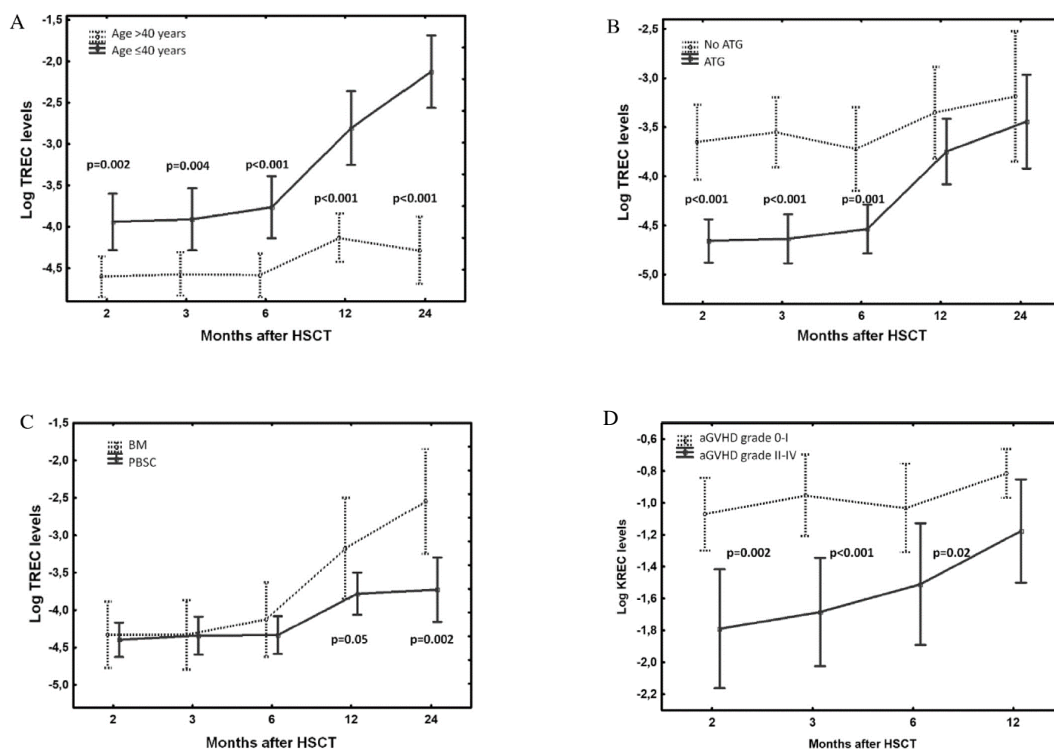 A
Age >40 years
Age ≤40 years
Log TREC levels
-1,5
-2,0
-2,5
-3,0
-3,5
-4,0
-4,5
p=0.002
p=0.004
p<0.001
p<0.001
p<0.001
2
3
6
12
24
Months after HSCT
B
No ATG
ATG
Log TREC levels
-2,5
-3,0
-3,5
-4,0
-4,5
-5,0
p<0.001
p<0.001
p=0.001
2
3
6
12
24
Months after HSCT
C
BM
PBSC
Log TREC levels
-1,5
-2,0
-2,5
-3,0
-3,5
-4,0
-4,5
-5,0
p=0.05
p=0.002
2
3
6
12
24
Months after HSCT
D
aGVHD grade 0-I
aGVHD grade II-IV
Log KREC levels
-0,6
-0,8
-1,0
-1,2
-1,4
-1,6
-1,8
-2,0
-2,2
p=0.002
p<0.001
p=0.02
2
3
6
12
Months after HSCT